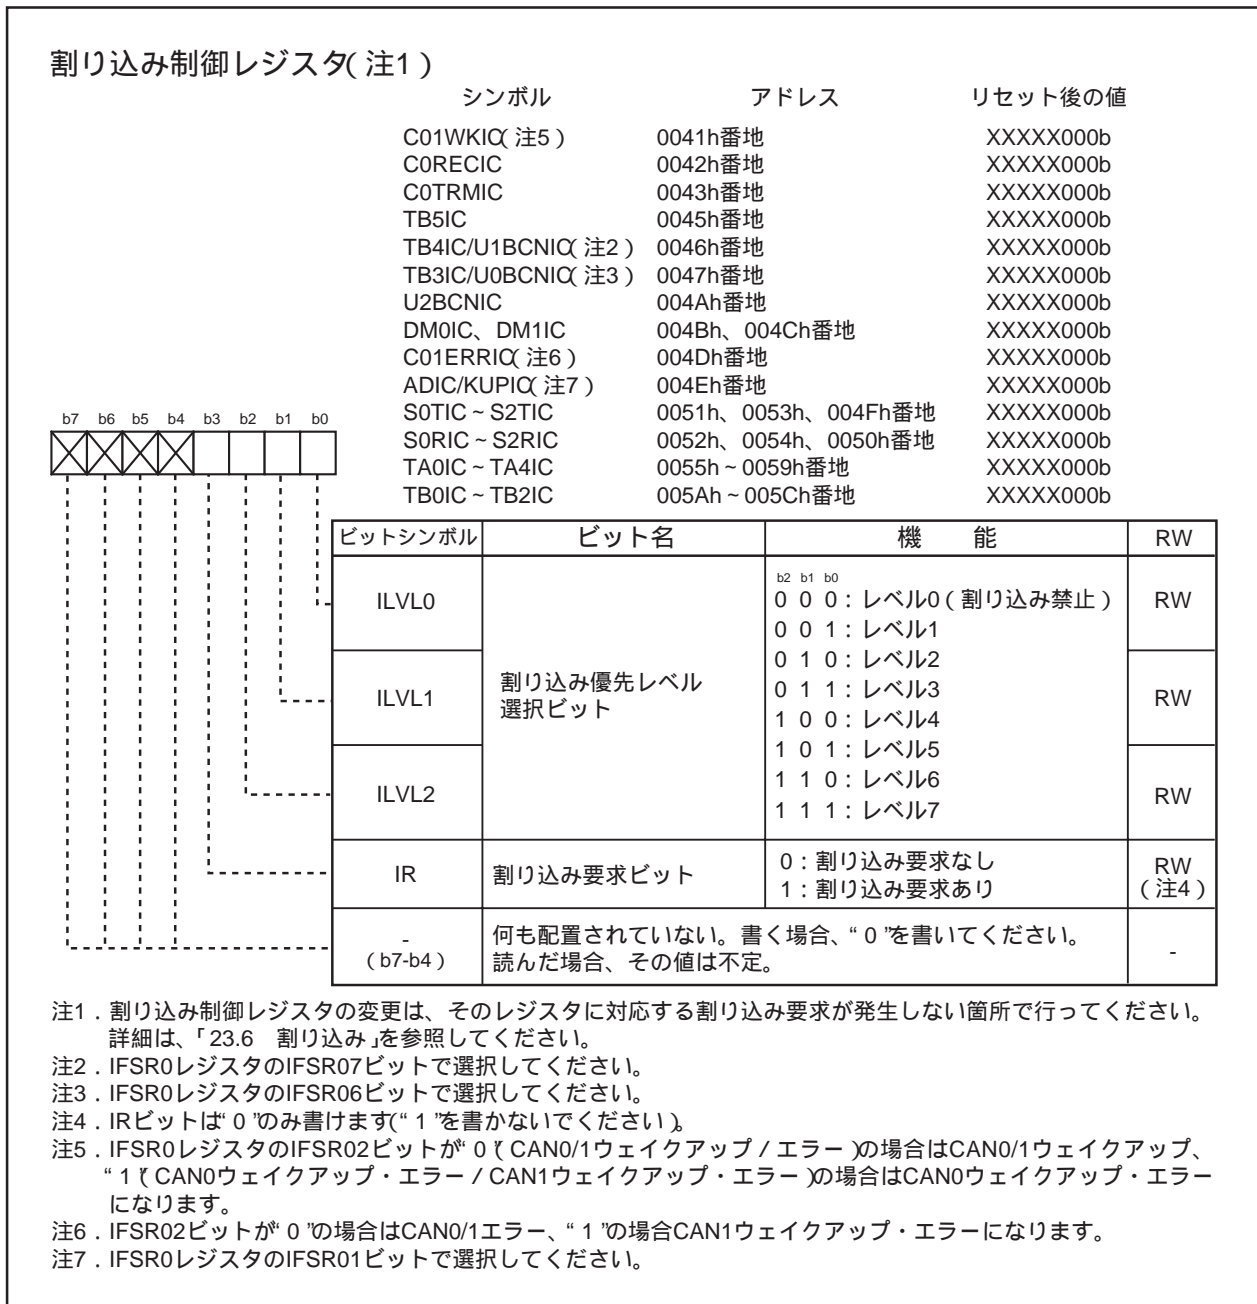 割り込み制御レジスタ(注1)
シンボル アドレス リセット後の値
C01WKIC(注5) 0041h番地 XXXXX000b
C0RECIC 0042h番地 XXXXX000b
C0TRMIC 0043h番地 XXXXX000b
TB5IC 0045h番地 XXXXX000b
TB4IC/U1BCNIC(注2) 0046h番地 XXXXX000b
TB3IC/U0BCNIC(注3) 0047h番地 XXXXX000b
U2BCNIC 004Ah番地 XXXXX000b
DM0IC、DM1IC 004Bh、004Ch番地 XXXXX000b
C01ERRIC(注6) 004Dh番地 XXXXX000b
ADIC/KUPIC(注7) 004Eh番地 XXXXX000b
S0TIC~S2TIC 0051h、0053h、004Fh番地 XXXXX000b
S0RIC~S2RIC 0052h、0054h、0050h番地 XXXXX000b
TA0IC~TA4IC 0055h~0059h番地 XXXXX000b
TB0IC~TB2IC 005Ah~005Ch番地 XXXXX000b
b7 b6 b5 b4 b3 b2 b1 b0
ビットシンボル ビット名 機 能 RW
ILVL0 RW
ILVL1 RW
ILVL2 RW
割り込み優先レベル
選択ビット
b2 b1 b0
0 0 0:レベル0(割り込み禁止)
0 0 1:レベル1
0 1 0:レベル2
0 1 1:レベル3
1 0 0:レベル4
1 0 1:レベル5
1 1 0:レベル6
1 1 1:レベル7
IR 割り込み要求ビット
0:割り込み要求なし
1:割り込み要求あり
RW
(注4)
-
(b7-b4)
何も配置されていない。書く場合、“0”を書いてください。
読んだ場合、その値は不定。
-
注1.割り込み制御レジスタの変更は、そのレジスタに対応する割り込み要求が発生しない箇所で行ってください。
詳細は、「23.6 割り込み」を参照してください。
注2.IFSR0レジスタのIFSR07ビットで選択してください。
注3.IFSR0レジスタのIFSR06ビットで選択してください。
注4.IRビットは“0”のみ書けます(“1”を書かないでください)。
注5.IFSR0レジスタのIFSR02ビットが“0”(CAN0/1ウェイクアップ/エラー)の場合はCAN0/1ウェイクアップ、
“1”(CAN0ウェイクアップ・エラー/CAN1ウェイクアップ・エラー)の場合はCAN0ウェイクアップ・エラー
になります。
注6.IFSR02ビットが“0”の場合はCAN0/1エラー、“1”の場合CAN1ウェイクアップ・エラーになります。
注7.IFSR0レジスタのIFSR01ビットで選択してください。